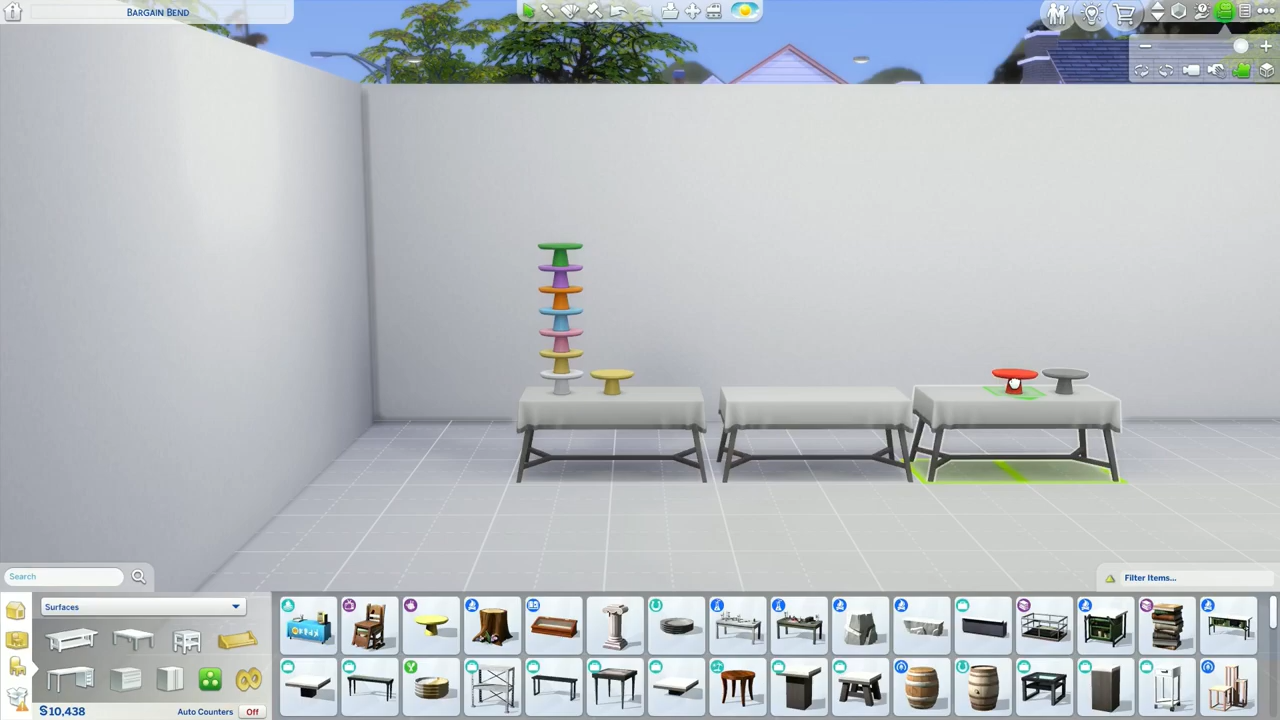 BARGAIN BEND
Search
Filter Items...
Surfaces
§10,438
Auto Counters
Off